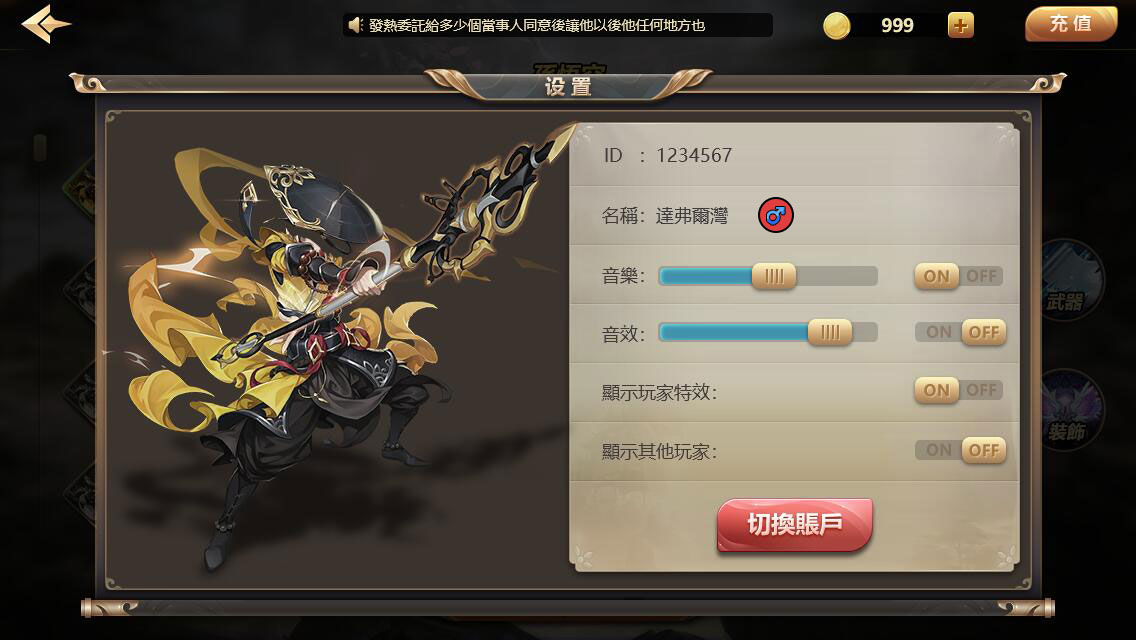 發熱委託給多少個當事人同意後讓他以後他任何地方也
999
充值
孫悟空
设置
ID : 1234567
名稱: 達弗爾灣
音樂: ON OFF
音效: ON OFF
顯示玩家特效: ON OFF
顯示其他玩家: ON OFF
切換賬戶
武器
裝飾